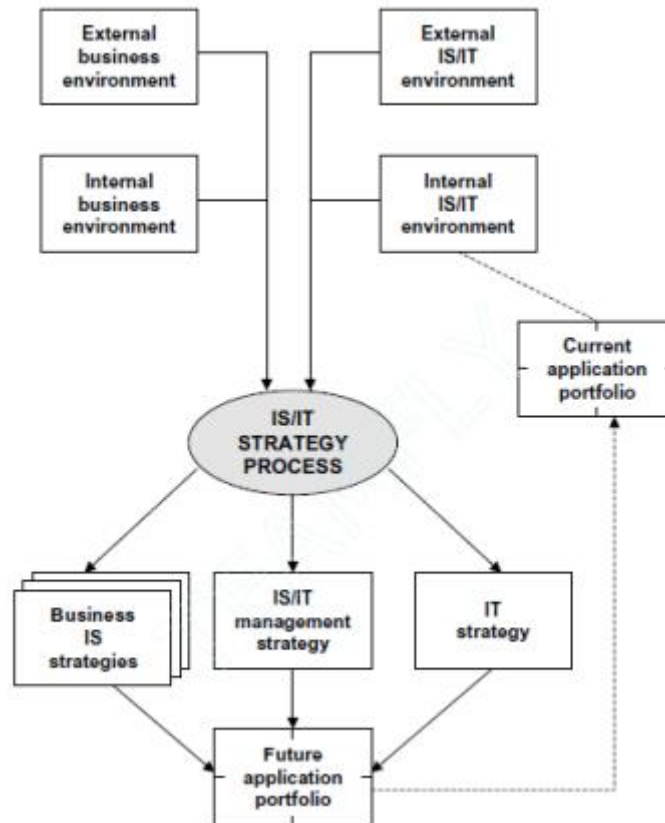 External
business
environment
External
IS/IT
environment
Internal
business
environment
Internal
IS/IT
environment
Current
application
portfolio
IS/IT
STRATEGY
PROCESS
Business
IS
strategies
IS/IT
management
strategy
IT
strategy
Future
application
portfolio